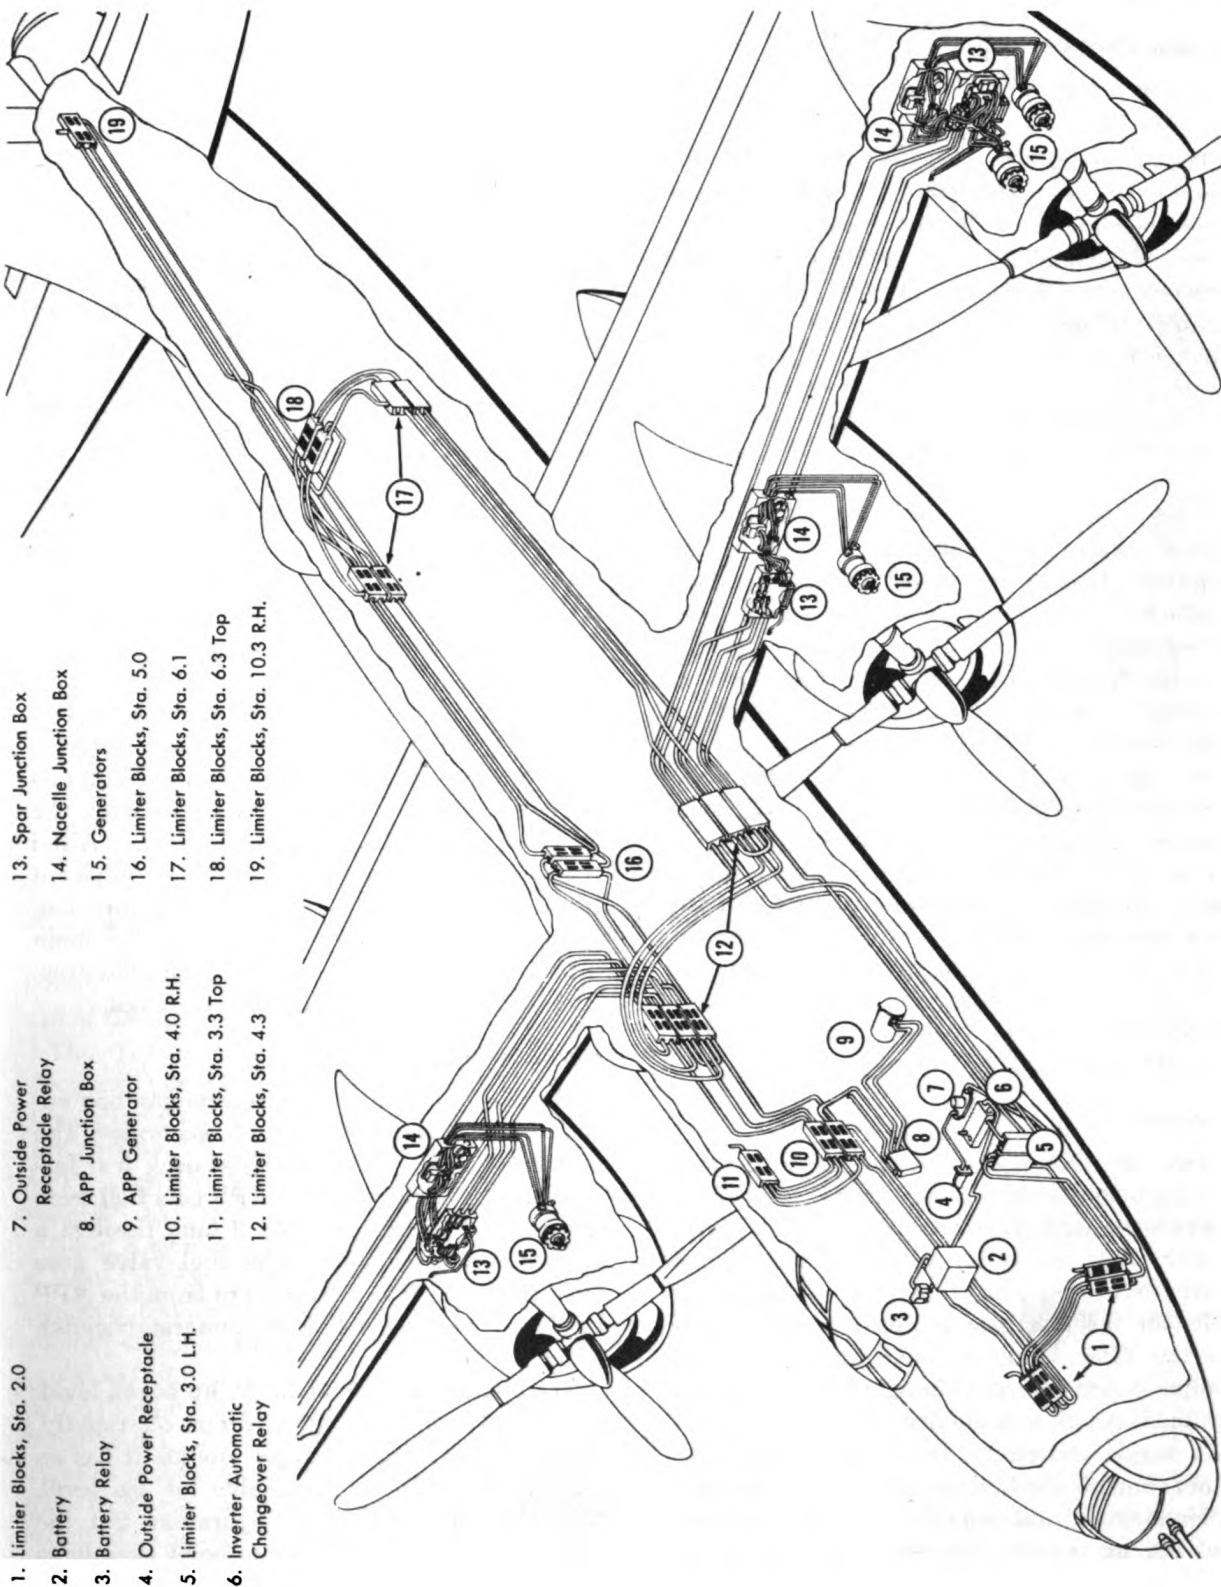 1. Limiter Blocks, Sta. 2.0
2. Battery
3. Battery Relay
4. Outside Power Receptacle
5. Limiter Blocks, Sta. 3.0 L.H.
6. Inverter Automatic
Changeover Relay
7. Outside Power
Receptacle Relay
8. APP Junction Box
9. APP Generator
10. Limiter Blocks, Sta. 4.0 R.H.
11. Limiter Blocks, Sta. 3.3 Top
12. Limiter Blocks, Sta. 4.3
13. Spar Junction Box
14. Nacelle Junction Box
15. Generators
16. Limiter Blocks, Sta. 5.0
17. Limiter Blocks, Sta. 6.1
18. Limiter Blocks, Sta. 6.3 Top
19. Limiter Blocks, Sta. 10.3 R.H.
19
18
17
16
14
13
15
14
13
15
14
13
15
12
11
10
9
8
7
6
5
4
3
2
1